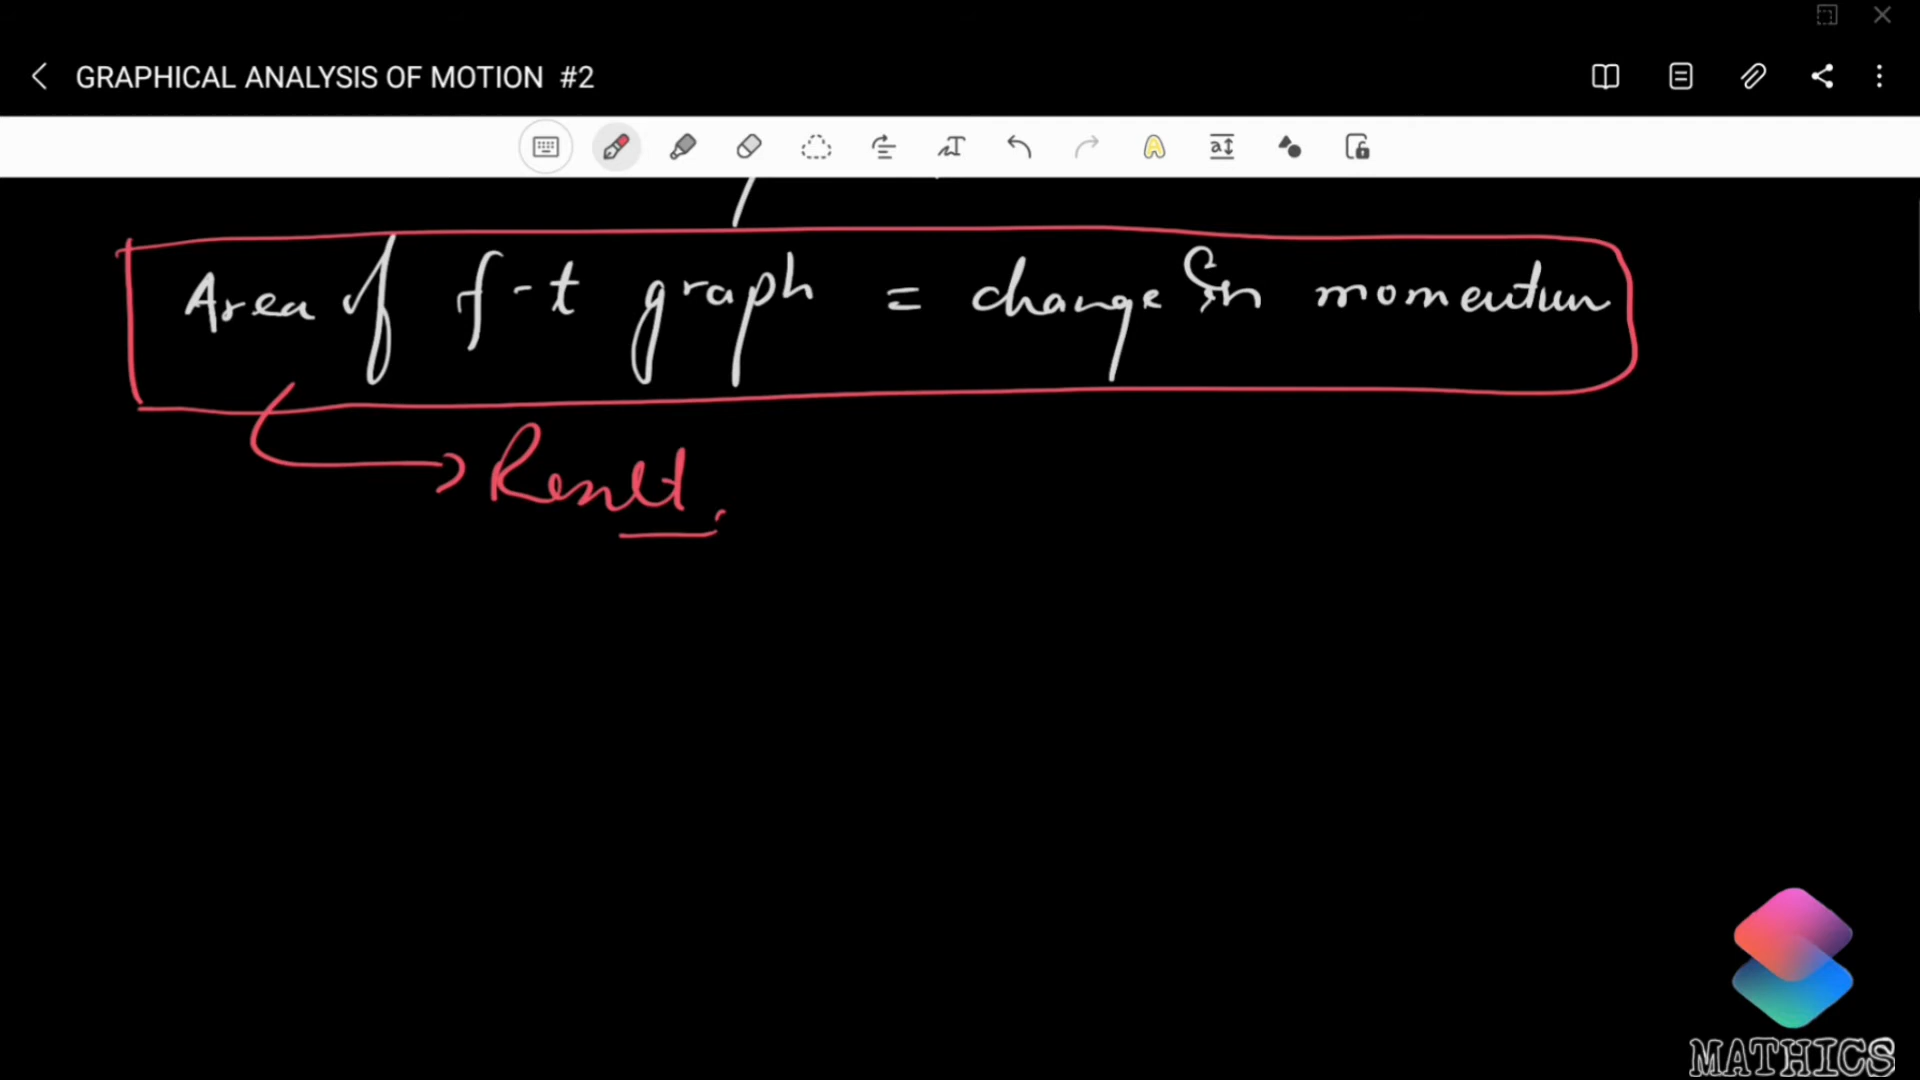 GRAPHICAL ANALYSIS OF MOTION #2
Area of f-t graph = change in momentum
Result.
MATHICS